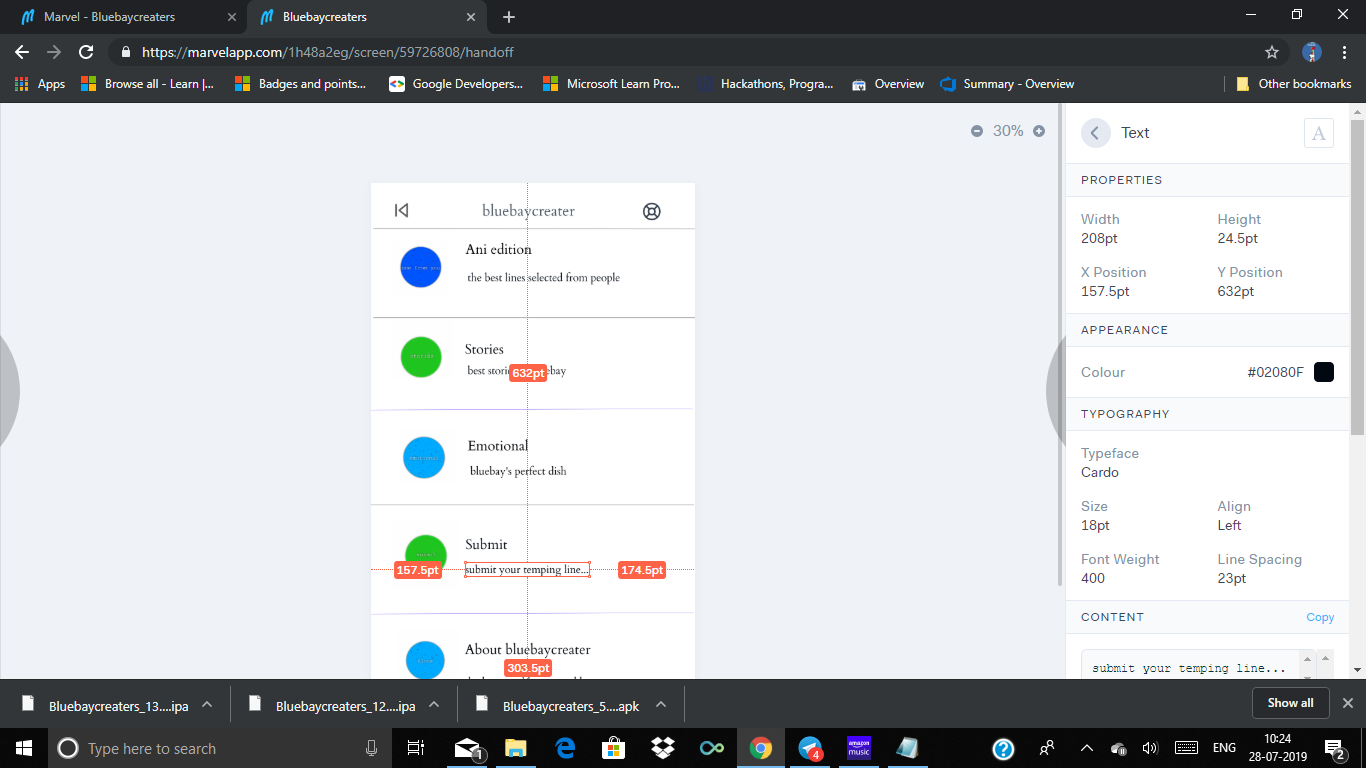 Marvel - Bluebaycreaters
Bluebaycreaters
https://marvelapp.com/1h48a2eg/screen/59726808/handoff
Apps
Browse all - Learn |...
Badges and points...
Google Developers...
Microsoft Learn Pro...
Hackathons, Progra...
Overview
Summary - Overview
Other bookmarks
30%
bluebaycreater
Ani edition
the best lines selected from people
Stories
best stori
632pt
ebay
Emotional
bluebay's perfect dish
Submit
157.5pt
submit your temping line...
174.5pt
About bluebaycreater
303.5pt
Text
A
PROPERTIES
Width
Height
208pt
24.5pt
X Position
Y Position
157.5pt
632pt
APPEARANCE
Colour
#02080F
TYPOGRAPHY
Typeface
Cardo
Size
Align
18pt
Left
Font Weight
Line Spacing
400
23pt
CONTENT
Copy
submit your temping line...
Bluebaycreaters_13....ipa
Bluebaycreaters_12....ipa
Bluebaycreaters_5....apk
Show all
Type here to search
1
4
amazon music
ENG
10:24
28-07-2019
2